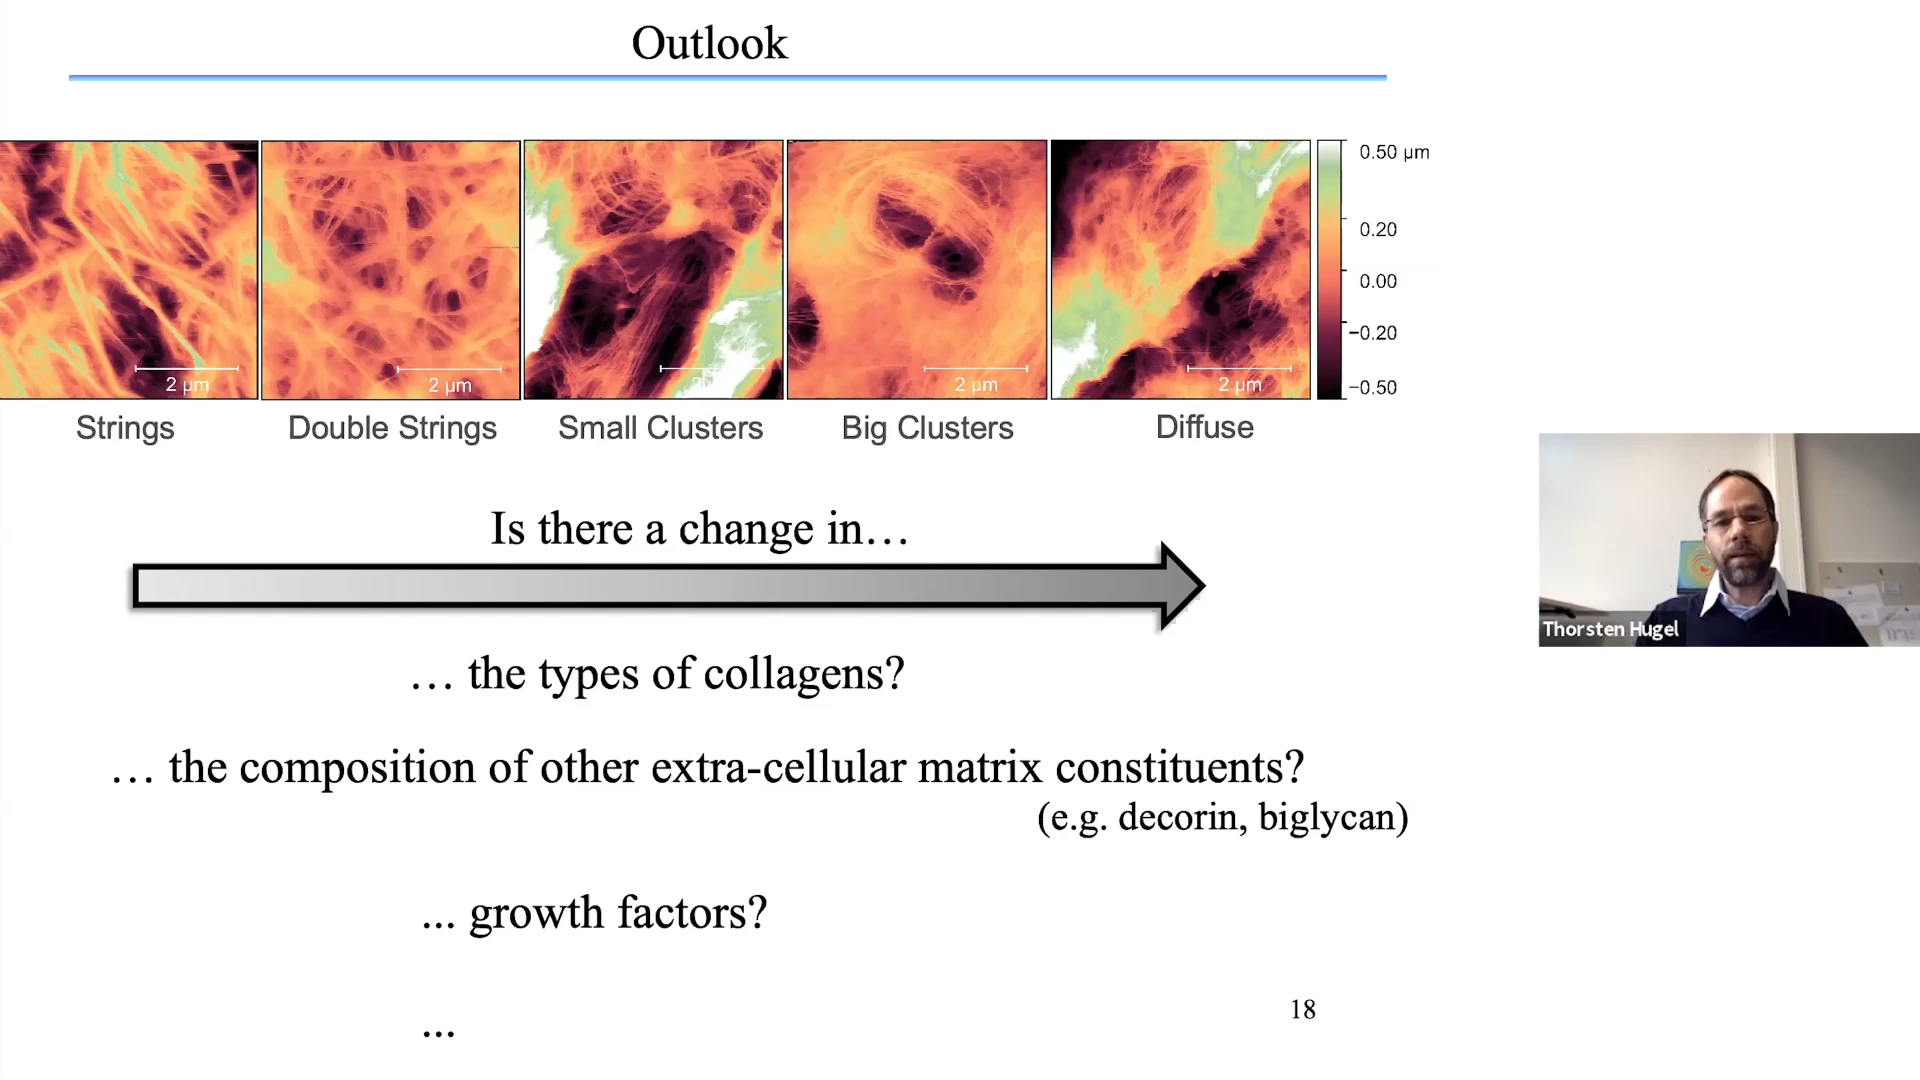 Outlook
0.50 µm
0.20
0.00
−0.20
−0.50
2 µm
2 µm
2 µm
2 µm
Strings
Double Strings
Small Clusters
Big Clusters
Diffuse
Is there a change in…
… the types of collagens?
… the composition of other extra-cellular matrix constituents?
(e.g. decorin, biglycan)
... growth factors?
...
18
Thorsten Hugel